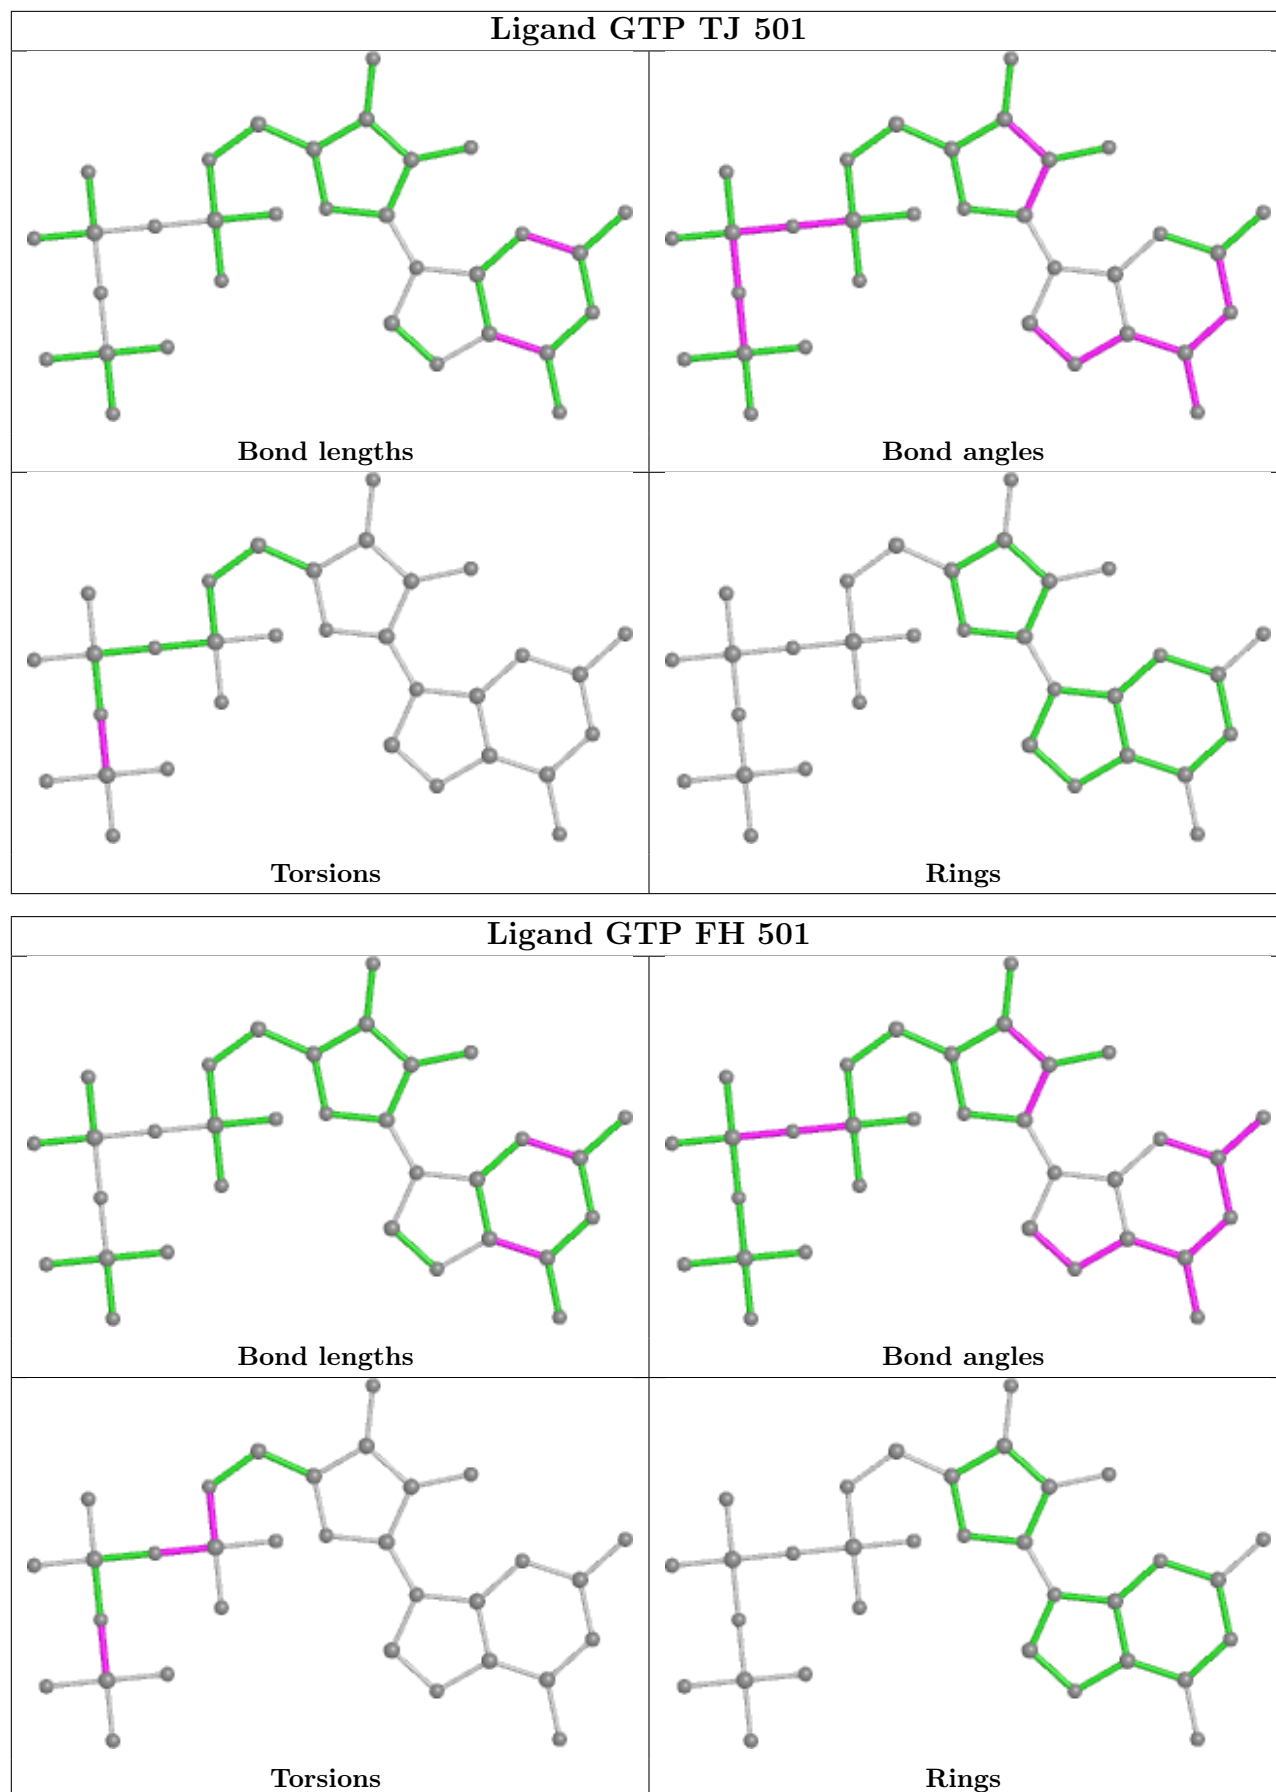 Ligand GTP TJ 501
Bond lengths
Bond angles
Torsions
Rings
Ligand GTP FH 501
Bond lengths
Bond angles
Torsions
Rings